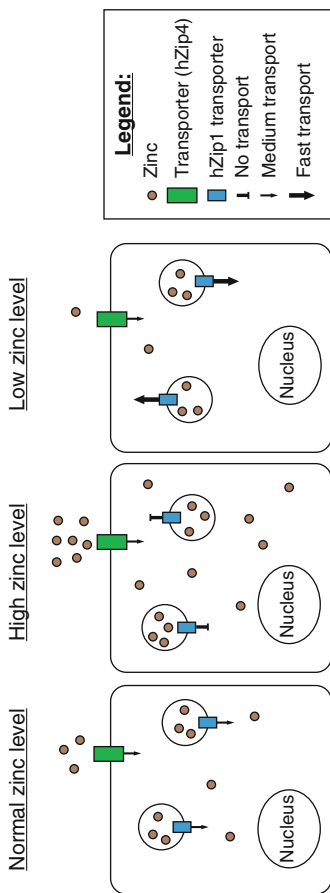 Normal zinc level
Nucleus
High zinc level
Nucleus
Low zinc level
Nucleus
Legend:
Zinc
Transporter (hZip4)
hZip1 transporter
No transport
Medium transport
Fast transport